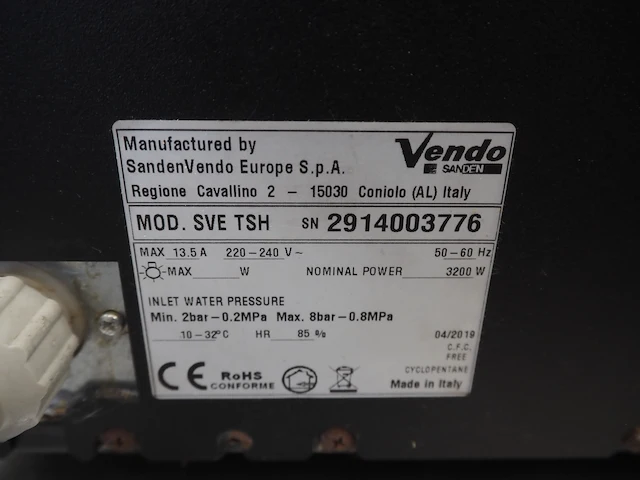 Manufactured by
SandenVendo Europe S.p.A.
Vendo
SANDEN
Regione Cavallino 2 – 15030 Coniolo (AL) Italy
MOD. SVE TSH SN 2914003776
MAX 13.5 A 220–240 V~ 50–60 Hz
MAX W NOMINAL POWER 3200 W
INLET WATER PRESSURE
Min. 2bar–0.2MPa Max. 8bar–0.8MPa
10–32°C HR 85 %
04/2019
C.F.C.
FREE
CYCLOPENTANE
CE RoHS
CONFORME
Made in Italy